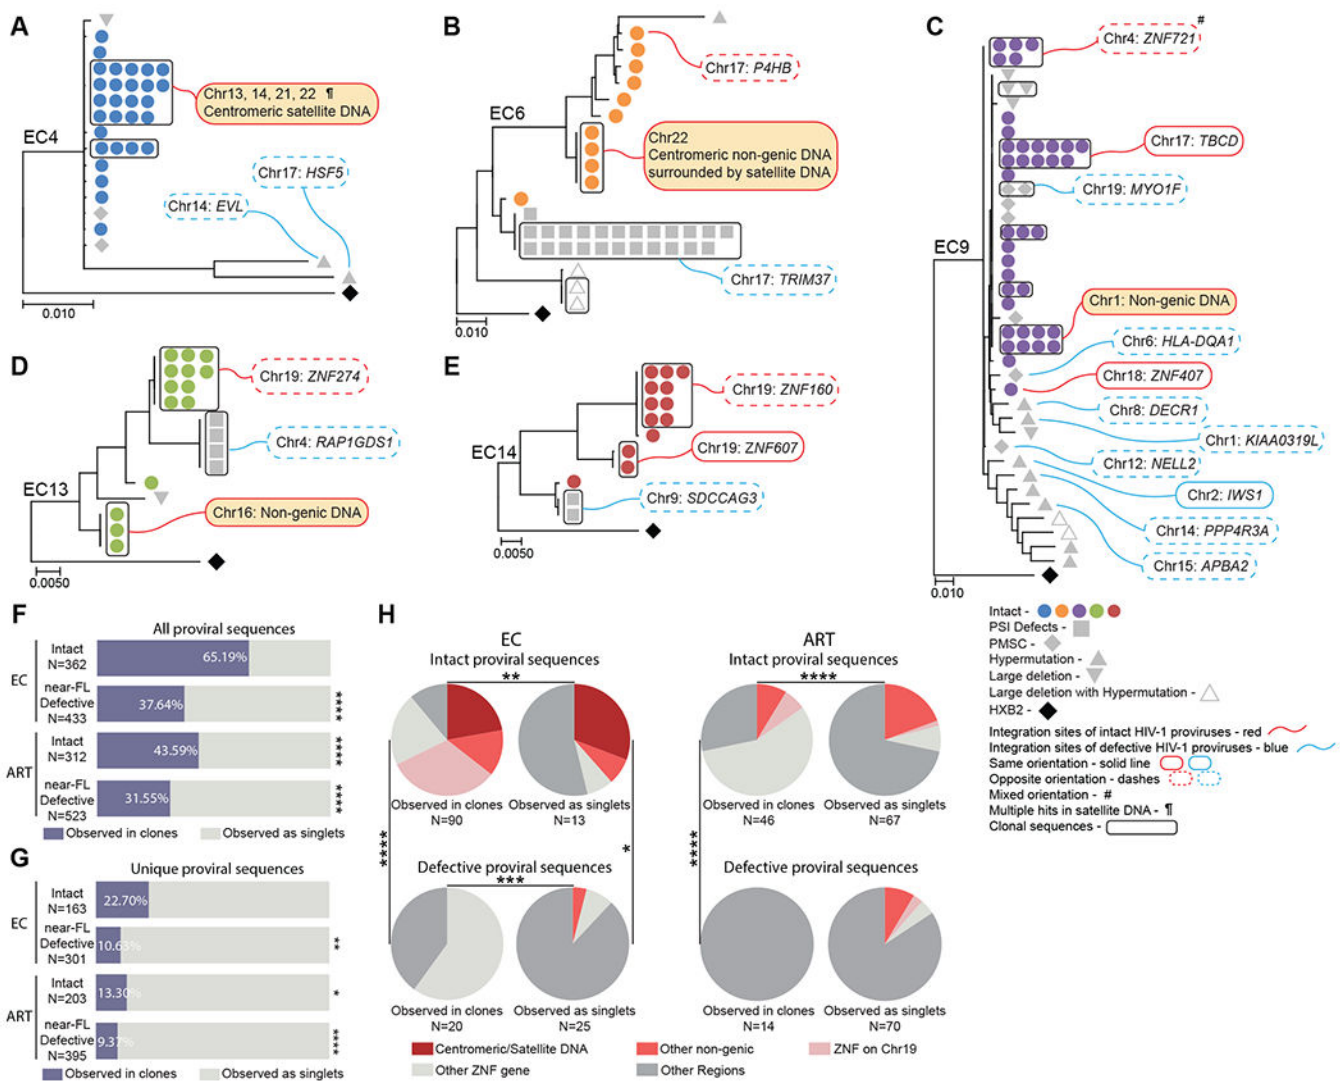 A
EC4
Chr13, 14, 21, 22 ¶
Centromeric satellite DNA
Chr17: HSF5
Chr14: EVL
0.010
B
EC6
Chr17: P4HB
Chr22
Centromeric non-genic DNA
surrounded by satellite DNA
Chr17: TRIM37
0.010
C
EC9
Chr4: ZNF721 #
Chr17: TBCD
Chr19: MYO1F
Chr1: Non-genic DNA
Chr6: HLA-DQA1
Chr18: ZNF407
Chr8: DECR1
Chr1: KIAA0319L
Chr12: NELL2
Chr2: IWS1
Chr14: PPP4R3A
Chr15: APBA2
0.010
D
EC13
Chr19: ZNF274
Chr4: RAP1GDS1
Chr16: Non-genic DNA
0.0050
E
EC14
Chr19: ZNF160
Chr19: ZNF607
Chr9: SDCCAG3
0.0050
Intact -
PSI Defects -
PMSC -
Hypermutation -
Large deletion -
Large deletion with Hypermutation -
HXB2 -
Integration sites of intact HIV-1 proviruses - red
Integration sites of defective HIV-1 proviruses - blue
Same orientation - solid line
Opposite orientation - dashes
Mixed orientation - #
Multiple hits in satellite DNA - ¶
Clonal sequences -
F
All proviral sequences
EC
Intact
N=362
65.19%
near-FL
Defective
N=433
37.64%
****
ART
Intact
N=312
43.59%
****
near-FL
Defective
N=523
31.55%
****
Observed in clones
Observed as singlets
G
Unique proviral sequences
EC
Intact
N=163
22.70%
near-FL
Defective
N=301
10.63%
**
ART
Intact
N=203
13.30%
*
near-FL
Defective
N=395
9.37%
****
Observed in clones
Observed as singlets
H
EC
Intact proviral sequences
**
Observed in clones
N=90
Observed as singlets
N=13
****
*
Defective proviral sequences
***
Observed in clones
N=20
Observed as singlets
N=25
ART
Intact proviral sequences
****
Observed in clones
N=46
Observed as singlets
N=67
****
Defective proviral sequences
Observed in clones
N=14
Observed as singlets
N=70
Centromeric/Satellite DNA
Other non-genic
ZNF on Chr19
Other ZNF gene
Other Regions